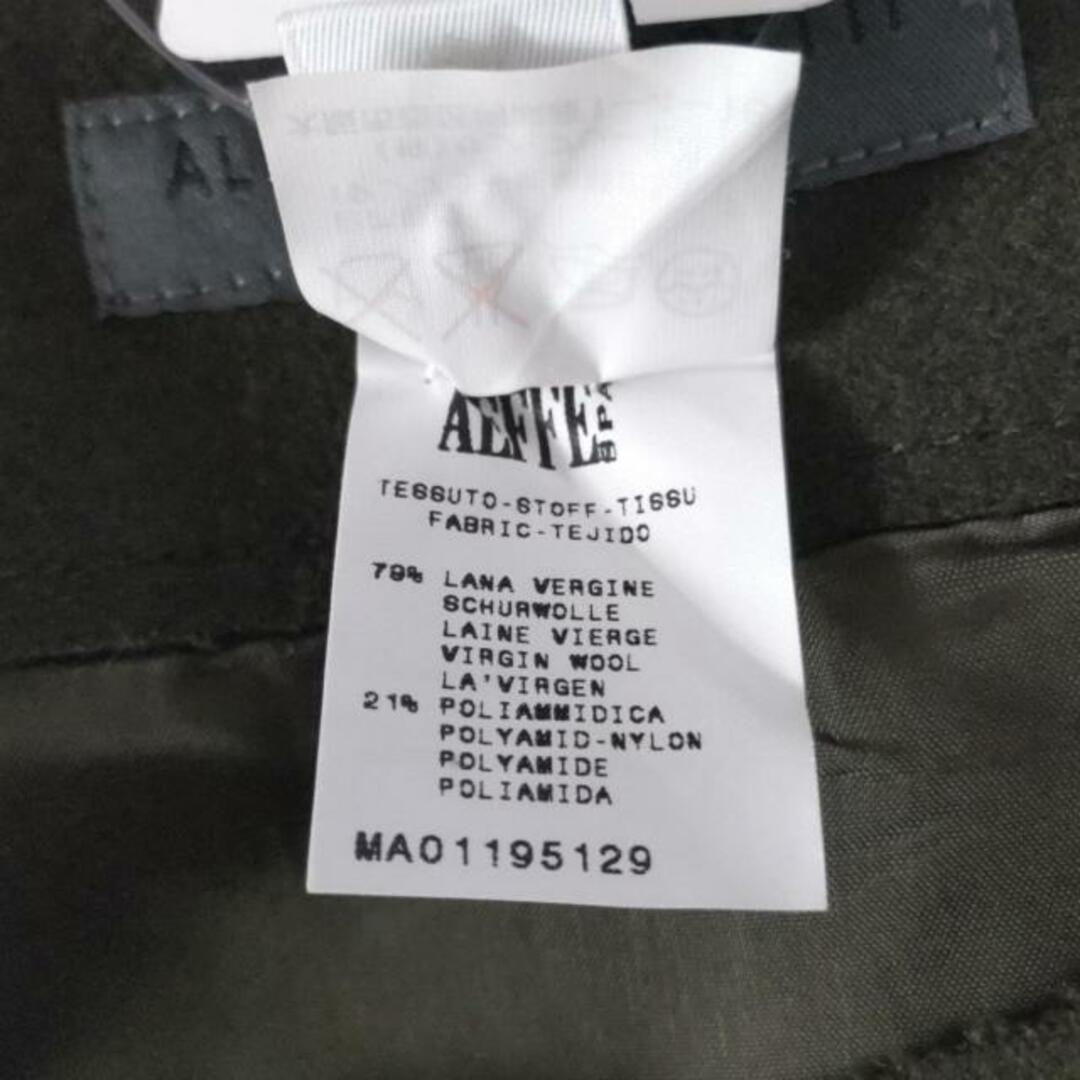 AL
AEFFE
SPA
TESSUTO-STOFF-TISSU
FABRIC-TEJIDO
79% LANA VERGINE
SCHURWOLLE
LAINE VIERGE
VIRGIN WOOL
LA'VIRGEN
21% POLIAMMIDICA
POLYAMID-NYLON
POLYAMIDE
POLIAMIDA
MA01195129